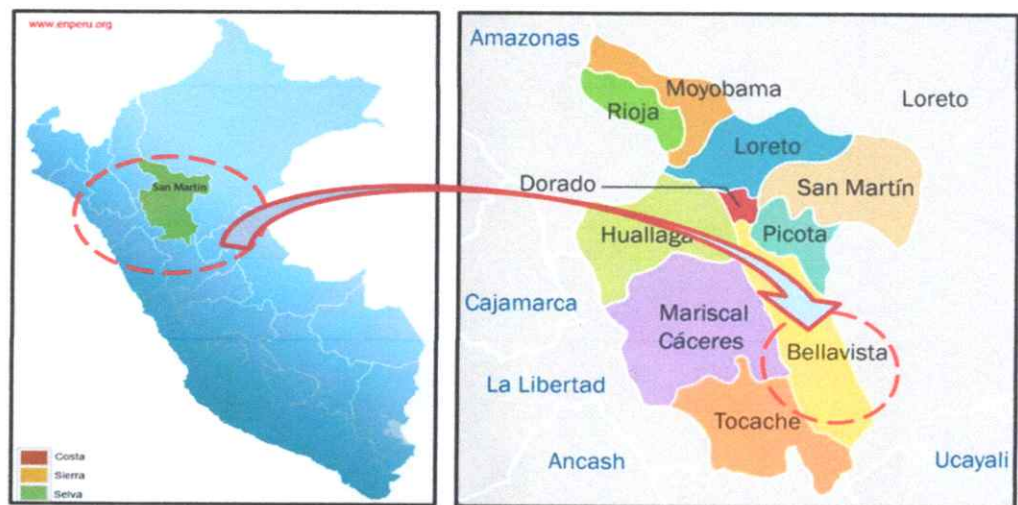 www.enperu.org
San Martín
Costa
Sierra
Selva
Amazonas
Moyobama
Loreto
Rioja
Loreto
Dorado
San Martín
Huallaga
Picota
Cajamarca
Mariscal
Cáceres
Bellavista
La Libertad
Tocache
Ancash
Ucayali